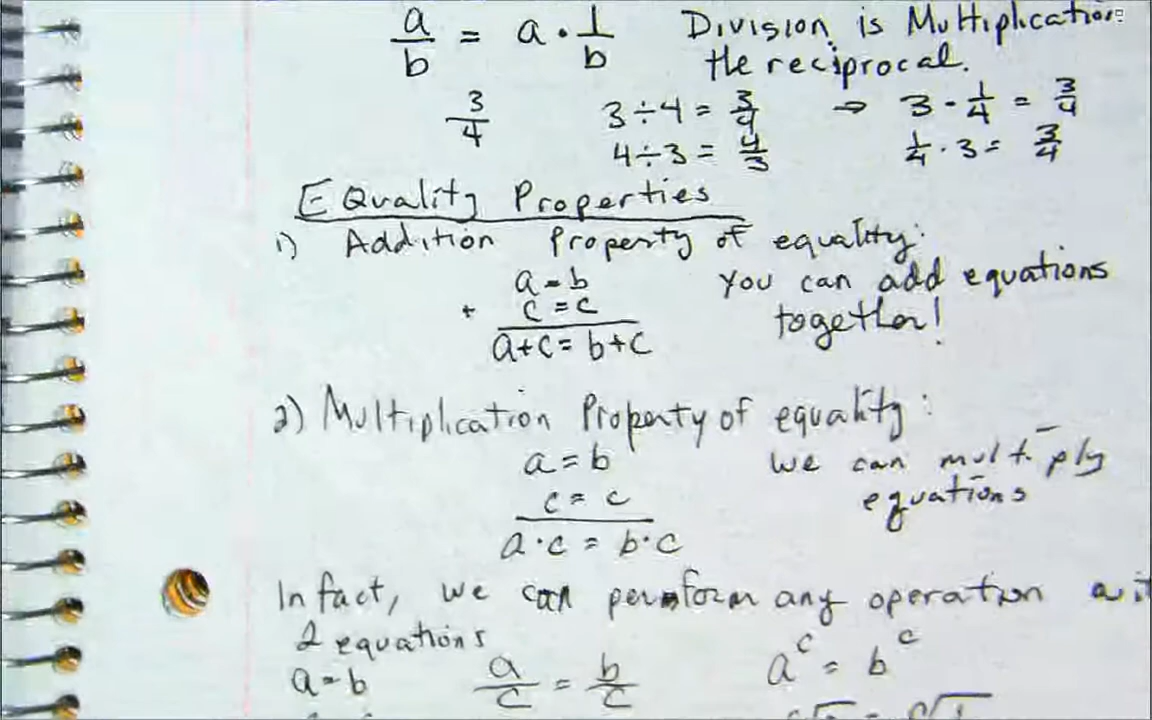 a/b = a · 1/b Division is Multiplication
the reciprocal.
3/4 3÷4 = 3/4 ⇒ 3 · 1/4 = 3/4
4÷3 = 4/3 1/4 · 3 = 3/4
Equality Properties
1) Addition Property of equality:
a = b You can add equations
+ c = c together!
a+c = b+c
2) Multiplication Property of equality:
a = b We can multiply
c = c equations
a·c = b·c
In fact, we can perform any operation
2 equations
a = b a/c = b/c a^c = b^c